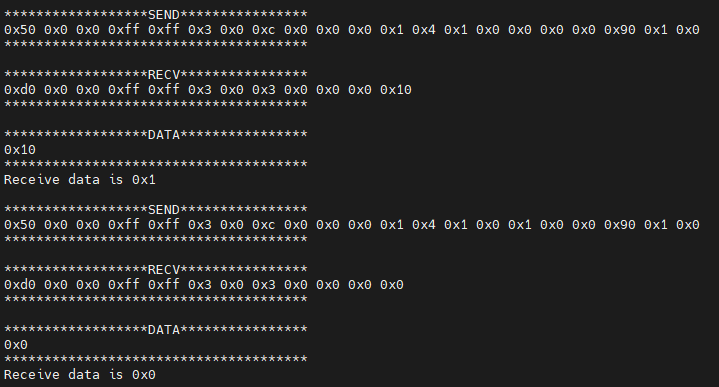 ******************SEND****************
0x50 0x0 0x0 0xff 0xff 0x3 0x0 0xc 0x0 0x0 0x0 0x1 0x4 0x1 0x0 0x0 0x0 0x0 0x90 0x1 0x0
**************************************
******************RECV****************
0xd0 0x0 0x0 0xff 0xff 0x3 0x0 0x3 0x0 0x0 0x0 0x10
**************************************
******************DATA****************
0x10
**************************************
Receive data is 0x1
******************SEND****************
0x50 0x0 0x0 0xff 0xff 0x3 0x0 0xc 0x0 0x0 0x0 0x1 0x4 0x1 0x0 0x1 0x0 0x0 0x90 0x1 0x0
**************************************
******************RECV****************
0xd0 0x0 0x0 0xff 0xff 0x3 0x0 0x3 0x0 0x0 0x0 0x0
**************************************
******************DATA****************
0x0
**************************************
Receive data is 0x0